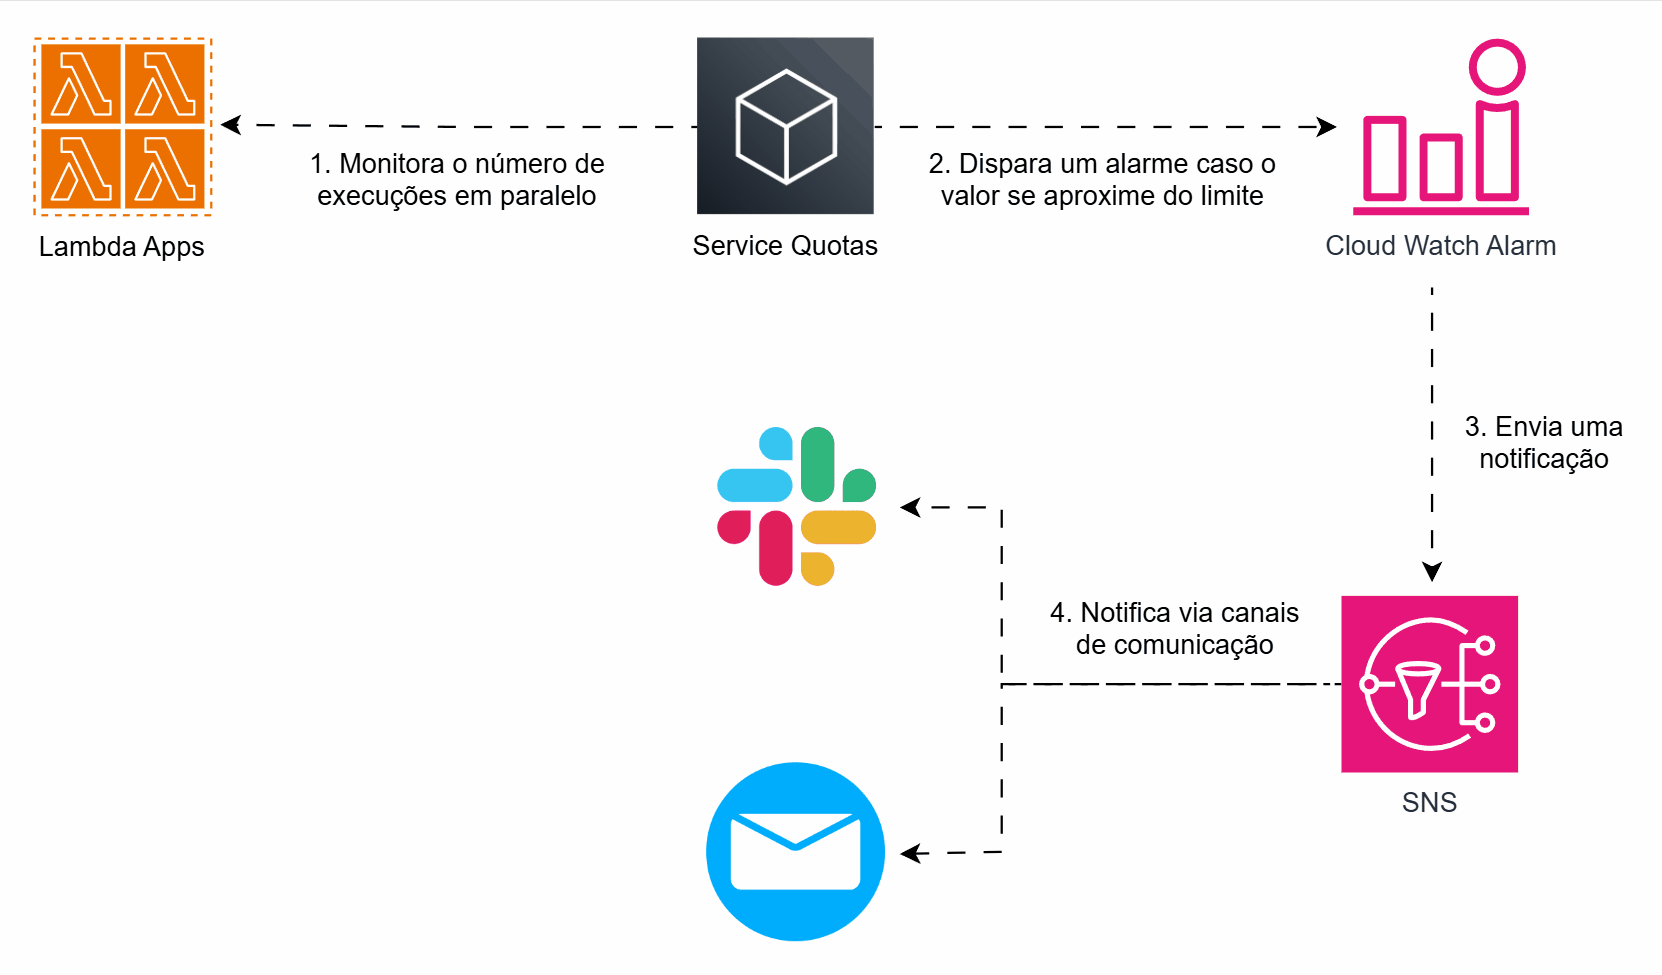 1. Monitora o número de
execuções em paralelo
2. Dispara um alarme caso o
valor se aproxime do limite
Lambda Apps
Service Quotas
Cloud Watch Alarm
3. Envia uma
notificação
4. Notifica via canais
de comunicação
SNS